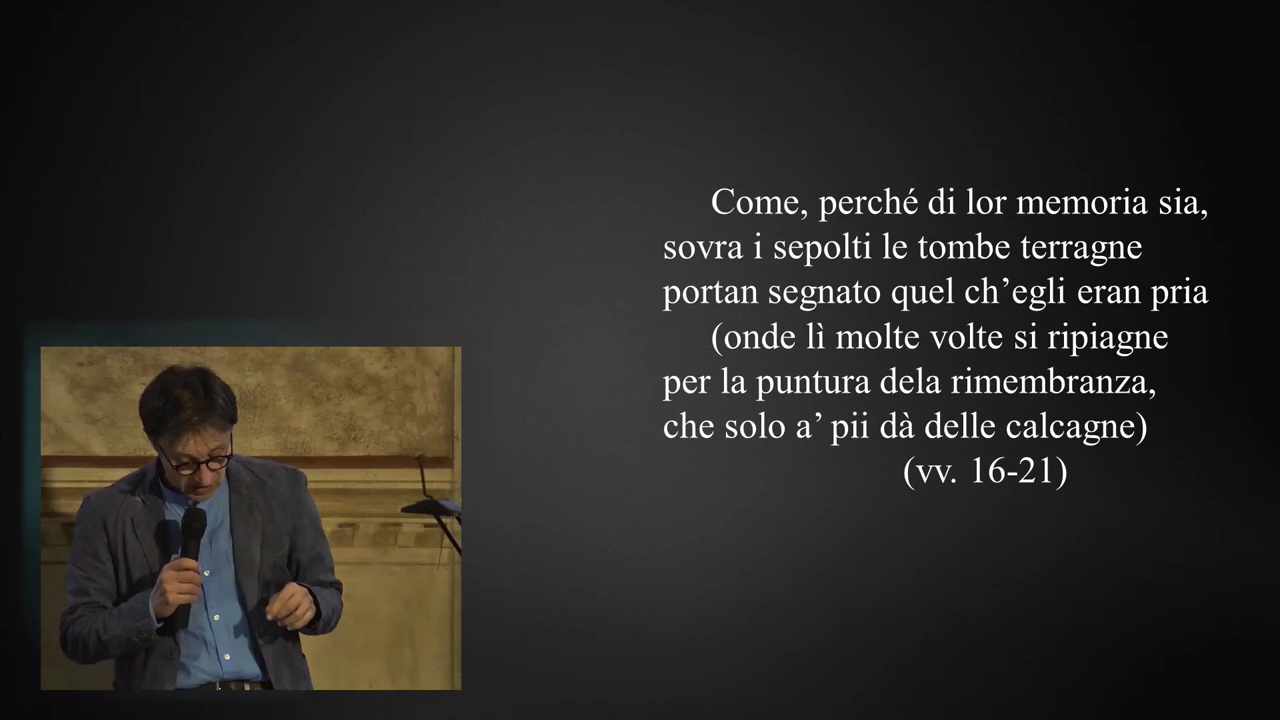 Come, perché di lor memoria sia,
sovra i sepolti le tombe terragne
portan segnato quel ch’egli eran pria
(onde lì molte volte si ripiagne
per la puntura dela rimembranza,
che solo a’ pii dà delle calcagne)
(vv. 16-21)